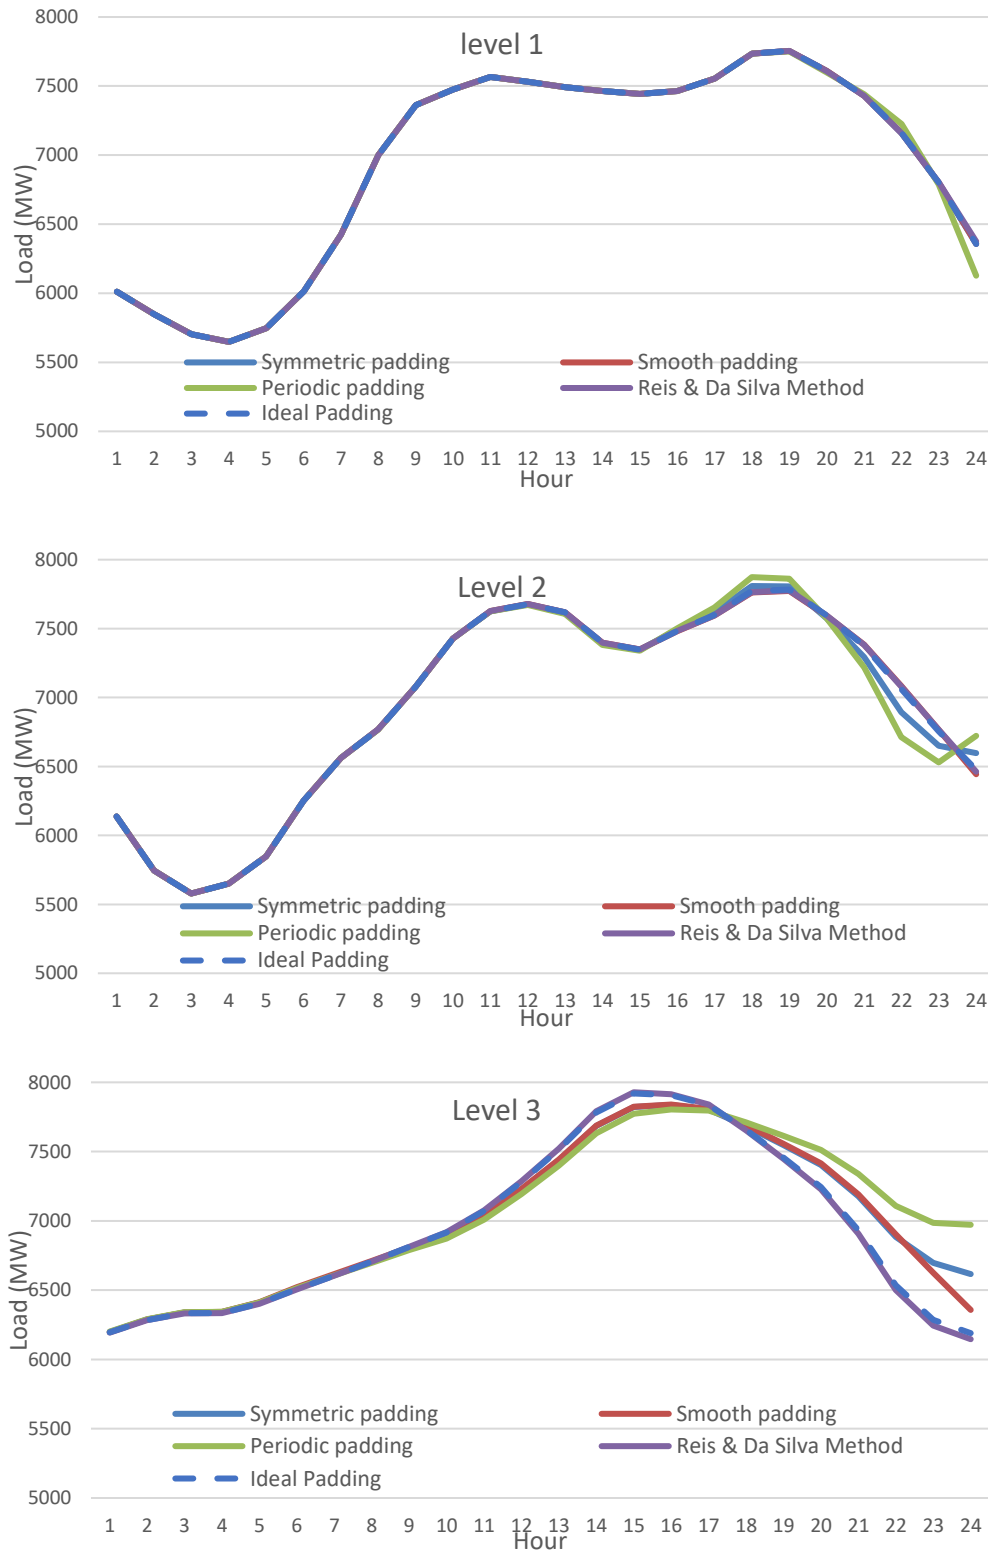 8000
level 1
7500
7000
6500
6000
5500
5000
Load (MW)
Symmetric padding Smooth padding
Periodic padding Reis & Da Silva Method
Ideal Padding
1 2 3 4 5 6 7 8 9 10 11 12 13 14 15 16 17 18 19 20 21 22 23 24
Hour
8000
Level 2
7500
7000
6500
6000
5500
5000
Load (MW)
Symmetric padding Smooth padding
Periodic padding Reis & Da Silva Method
Ideal Padding
1 2 3 4 5 6 7 8 9 10 11 12 13 14 15 16 17 18 19 20 21 22 23 24
Hour
8000
Level 3
7500
7000
6500
6000
5500
5000
Load (MW)
Symmetric padding Smooth padding
Periodic padding Reis & Da Silva Method
Ideal Padding
1 2 3 4 5 6 7 8 9 10 11 12 13 14 15 16 17 18 19 20 21 22 23 24
Hour